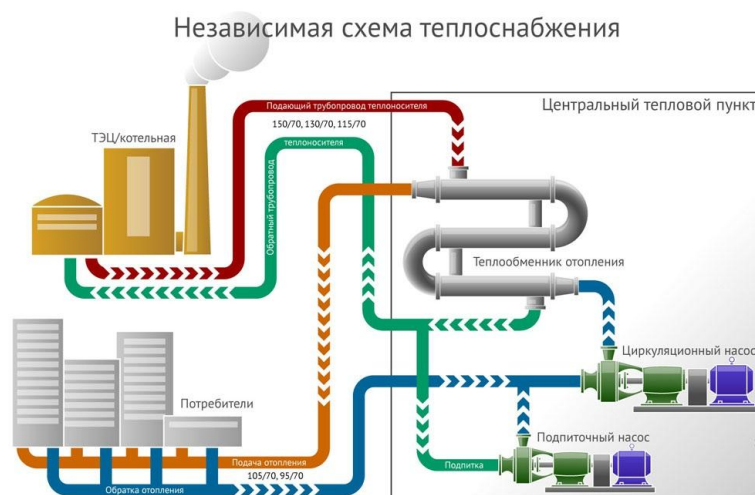 Независимая схема теплоснабжения
Подающий трубопровод теплоносителя
Центральный тепловой пункт
150/70, 130/70, 115/70
ТЭЦ/котельная
теплоносителя
Обратный трубопровод
Теплообменник отопления
Циркуляционный насос
Потребители
Подпиточный насос
Подача отопления
Подпитка
105/70, 95/70
Обратка отопления